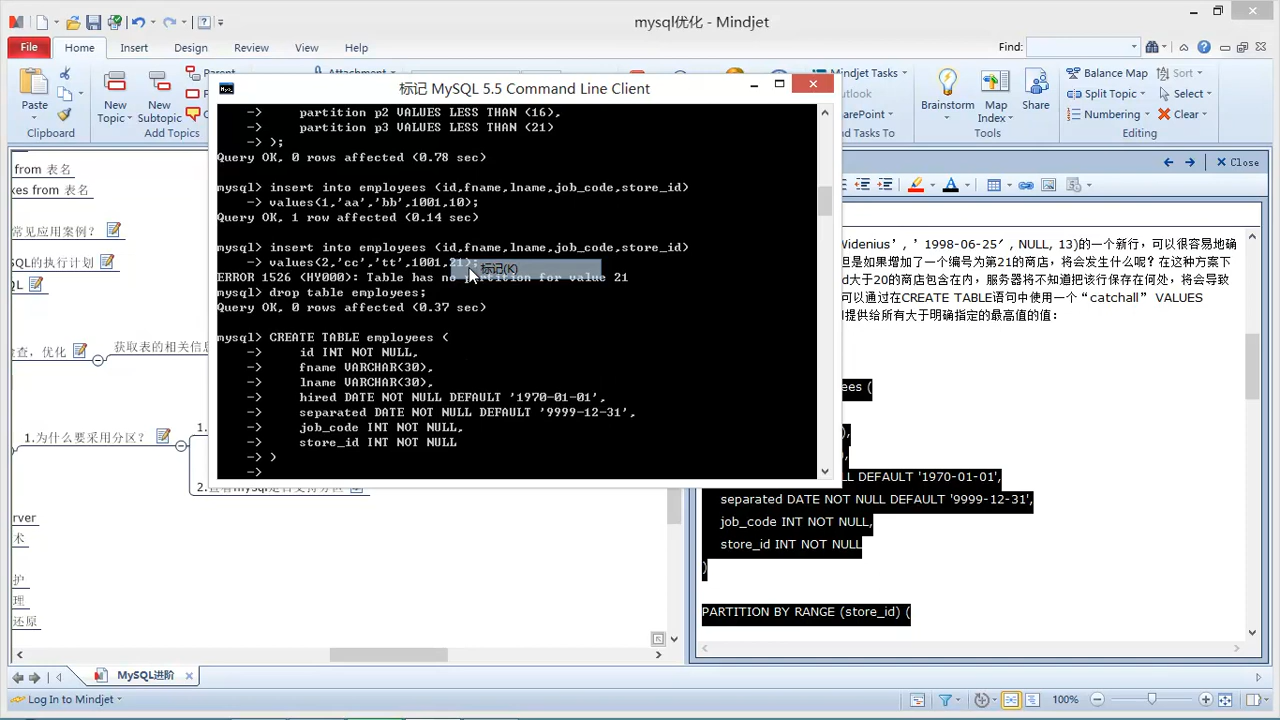 mysql优化 - Mindjet
File
Home
Insert
Design
Review
View
Help
Find:
Paste
Clipboard
New
Topic
New
Subtopic
Parent
Add Topics
Attachment
Mindjet Tasks
Outlook
SharePoint
Send To
Brainstorm
Map
Index
Share
Balance Map
Split Topic
Numbering
Sort
Select
Clear
Editing
标记 MySQL 5.5 Command Line Client
-> partition p2 VALUES LESS THAN (16),
-> partition p3 VALUES LESS THAN (21)
-> );
Query OK, 0 rows affected (0.78 sec)
mysql> insert into employees (id,fname,lname,job_code,store_id)
-> values(1,'aa','bb',1001,10);
Query OK, 1 row affected (0.14 sec)
mysql> insert into employees (id,fname,lname,job_code,store_id)
-> values(2,'cc','tt',1001,21);
标记(K)
ERROR 1526 (HY000): Table has no partition for value 21
mysql> drop table employees;
Query OK, 0 rows affected (0.37 sec)
mysql> CREATE TABLE employees (
-> id INT NOT NULL,
-> fname VARCHAR(30),
-> lname VARCHAR(30),
-> hired DATE NOT NULL DEFAULT '1970-01-01',
-> separated DATE NOT NULL DEFAULT '9999-12-31',
-> job_code INT NOT NULL,
-> store_id INT NOT NULL
-> )
->
from 表名
xes from 表名
常见应用案例?
QL的执行计划
QL
检查, 优化
获取表的相关信息
1.为什么要采用分区?
1.
2.查看mysql是否支持分区
erver
术
护
理
还原
Close
Widenius', ' 1998-06-25', NULL, 13)的一个新行,可以很容易地确
但是如果增加了一个编号为第21的商店,将会发生什么呢?在这种方案下
d大于20的商店包含在内,服务器将不知道把该行保存在何处,将会导致
可以通过在CREATE TABLE语句中使用一个“catchall” VALUES
句提供给所有大于明确指定的最高值的值:
ees (
),
),
LL DEFAULT '1970-01-01',
separated DATE NOT NULL DEFAULT '9999-12-31',
job_code INT NOT NULL,
store_id INT NOT NULL
)
PARTITION BY RANGE (store_id) (
MySQL进阶
Log In to Mindjet
100%